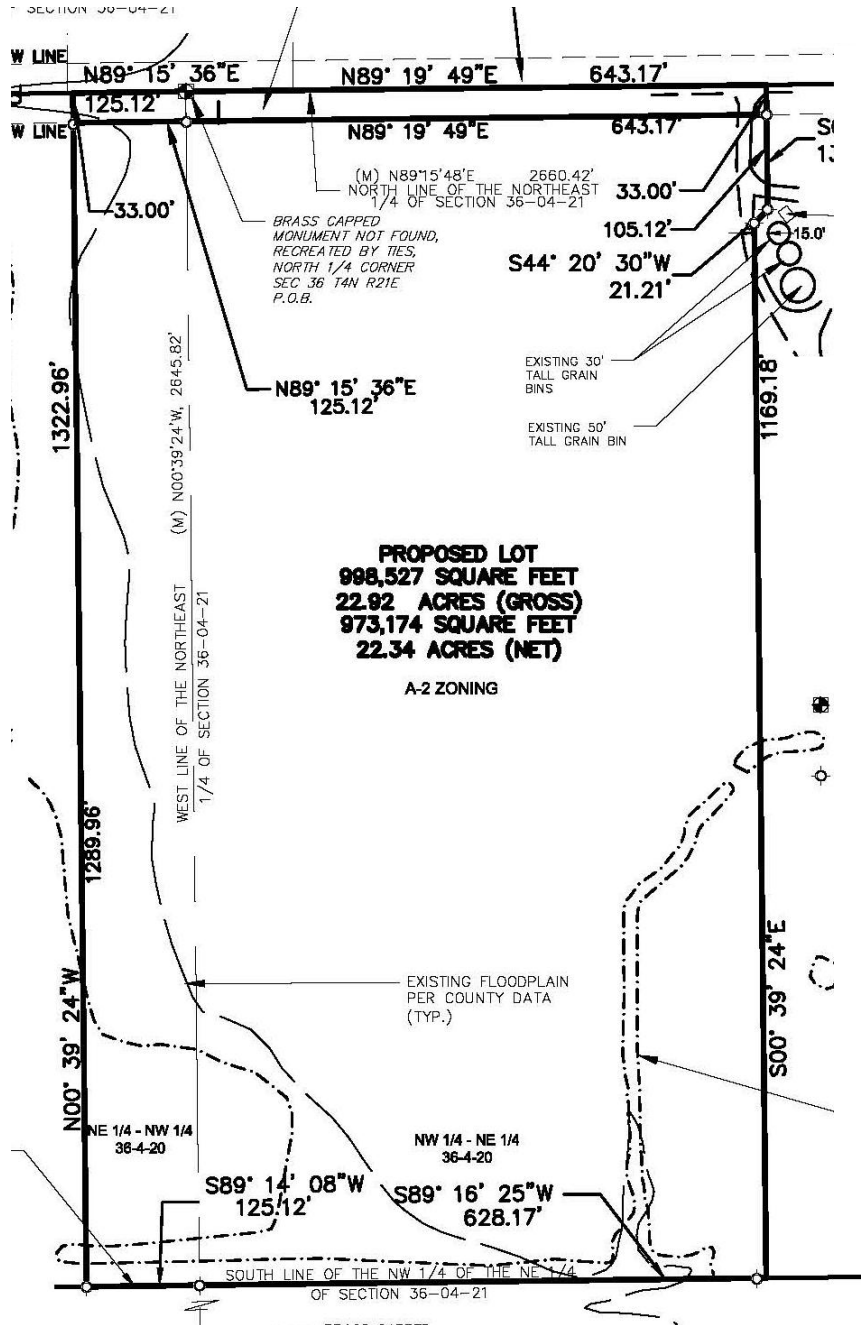 SECTION 36-04-21
W LINE
N89° 15' 36"E
N89° 19' 49"E
643.17'
125.12'
W LINE
N89° 19' 49"E
643.17'
(M) N89°15'48'E 2660.42'
NORTH LINE OF THE NORTHEAST
1/4 OF SECTION 36-04-21
33.00'
33.00'
105.12'
BRASS CAPPED
MONUMENT NOT FOUND,
RECREATED BY TIES,
NORTH 1/4 CORNER
SEC 36 T4N R21E
P.O.B.
S44° 20' 30"W
21.21'
15.0'
EXISTING 30'
TALL GRAIN
BINS
EXISTING 50'
TALL GRAIN BIN
1322.96'
(M) N00°39'24'W, 2645.82'
N89° 15' 36"E
125.12'
1169.18'
PROPOSED LOT
998,527 SQUARE FEET
22.92 ACRES (GROSS)
973,174 SQUARE FEET
22.34 ACRES (NET)
A-2 ZONING
WEST LINE OF THE NORTHEAST
1/4 OF SECTION 36-04-21
1289.96'
N00° 39' 24"W
EXISTING FLOODPLAIN
PER COUNTY DATA
(TYP.)
S00° 39' 24"E
NE 1/4 - NW 1/4
36-4-20
NW 1/4 - NE 1/4
36-4-20
S89° 14' 08"W
125.12'
S89° 16' 25"W
628.17'
SOUTH LINE OF THE NW 1/4 OF THE NE 1/4
OF SECTION 36-04-21